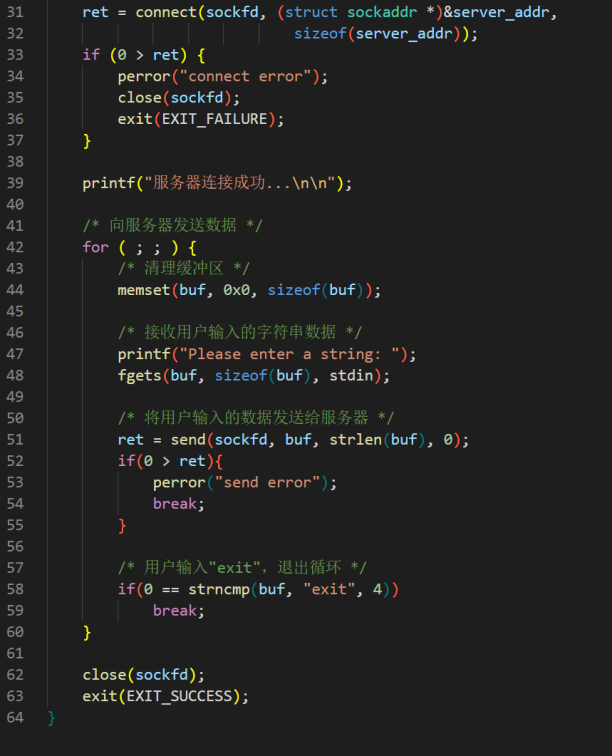 31 ret = connect(sockfd, (struct sockaddr *)&server_addr,
32 sizeof(server_addr));
33 if (0 > ret) {
34 perror("connect error");
35 close(sockfd);
36 exit(EXIT_FAILURE);
37 }
38
39 printf("服务器连接成功...\n\n");
40
41 /* 向服务器发送数据 */
42 for ( ; ; ) {
43 /* 清理缓冲区 */
44 memset(buf, 0x0, sizeof(buf));
45
46 /* 接收用户输入的字符串数据 */
47 printf("Please enter a string: ");
48 fgets(buf, sizeof(buf), stdin);
49
50 /* 将用户输入的数据发送给服务器 */
51 ret = send(sockfd, buf, strlen(buf), 0);
52 if(0 > ret){
53 perror("send error");
54 break;
55 }
56
57 /* 用户输入"exit", 退出循环 */
58 if(0 == strncmp(buf, "exit", 4))
59 break;
60 }
61
62 close(sockfd);
63 exit(EXIT_SUCCESS);
64 }